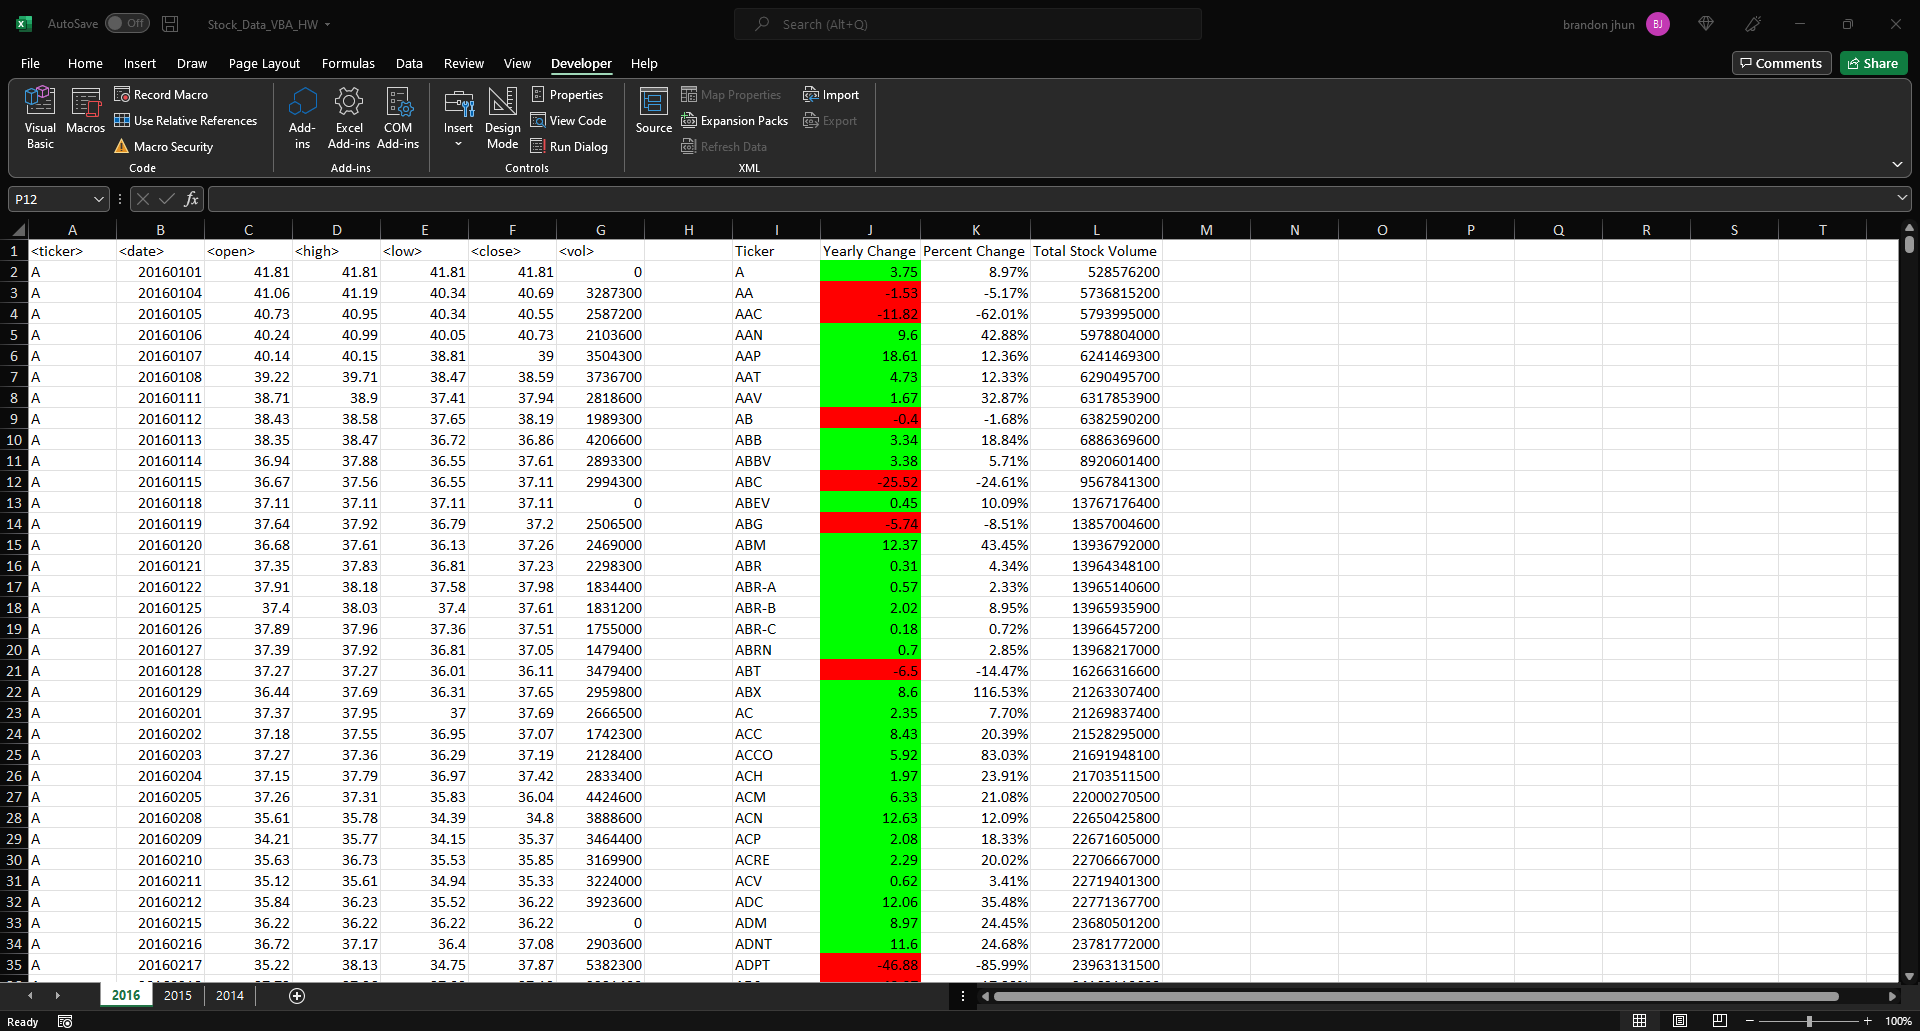 AutoSave Off Stock_Data_VBA_HW Search (Alt+Q) brandon jhun BJ
File Home Insert Draw Page Layout Formulas Data Review View Developer Help Comments Share
Visual Basic Macros Record Macro Use Relative References Macro Security Code
Add-ins Excel Add-ins COM Add-ins Add-ins
Insert Design Mode Properties View Code Run Dialog Controls
Source Map Properties Expansion Packs Refresh Data Import Export XML
P12 fx
A B C D E F G H I J K L M N O P Q R S T
1 <ticker> <date> <open> <high> <low> <close> <vol> Ticker Yearly Change Percent Change Total Stock Volume
2 A 20160101 41.81 41.81 41.81 41.81 0 A 3.75 8.97% 528576200
3 A 20160104 41.06 41.19 40.34 40.69 3287300 AA -1.53 -5.17% 5736815200
4 A 20160105 40.73 40.95 40.34 40.55 2587200 AAC -11.82 -62.01% 5793995000
5 A 20160106 40.24 40.99 40.05 40.73 2103600 AAN 9.6 42.88% 5978804000
6 A 20160107 40.14 40.15 38.81 39 3504300 AAP 18.61 12.36% 6241469300
7 A 20160108 39.22 39.71 38.47 38.59 3736700 AAT 4.73 12.33% 6290495700
8 A 20160111 38.71 38.9 37.41 37.94 2818600 AAV 1.67 32.87% 6317853900
9 A 20160112 38.43 38.58 37.65 38.19 1989300 AB -0.4 -1.68% 6382590200
10 A 20160113 38.35 38.47 36.72 36.86 4206600 ABB 3.34 18.84% 6886369600
11 A 20160114 36.94 37.88 36.55 37.61 2893300 ABBV 3.38 5.71% 8920601400
12 A 20160115 36.67 37.56 36.55 37.11 2994300 ABC -25.52 -24.61% 9567841300
13 A 20160118 37.11 37.11 37.11 37.11 0 ABEV 0.45 10.09% 13767176400
14 A 20160119 37.64 37.92 36.79 37.2 2506500 ABG -5.74 -8.51% 13857004600
15 A 20160120 36.68 37.61 36.13 37.26 2469000 ABM 12.37 43.45% 13936792000
16 A 20160121 37.35 37.83 36.81 37.23 2298300 ABR 0.31 4.34% 13964348100
17 A 20160122 37.91 38.18 37.58 37.98 1834400 ABR-A 0.57 2.33% 13965140600
18 A 20160125 37.4 38.03 37.4 37.61 1831200 ABR-B 2.02 8.95% 13965935900
19 A 20160126 37.89 37.96 37.36 37.51 1755000 ABR-C 0.18 0.72% 13966457200
20 A 20160127 37.39 37.92 36.81 37.05 1479400 ABRN 0.7 2.85% 13968217000
21 A 20160128 37.27 37.27 36.01 36.11 3479400 ABT -6.5 -14.47% 16266316600
22 A 20160129 36.44 37.69 36.31 37.65 2959800 ABX 8.6 116.53% 21263307400
23 A 20160201 37.37 37.95 37 37.69 2666500 AC 2.35 7.70% 21269837400
24 A 20160202 37.18 37.55 36.95 37.07 1742300 ACC 8.43 20.39% 21528295000
25 A 20160203 37.27 37.36 36.29 37.19 2128400 ACCO 5.92 83.03% 21691948100
26 A 20160204 37.15 37.79 36.97 37.42 2833400 ACH 1.97 23.91% 21703511500
27 A 20160205 37.26 37.31 35.83 36.04 4424600 ACM 6.33 21.08% 22000270500
28 A 20160208 35.61 35.78 34.39 34.8 3888600 ACN 12.63 12.09% 22650425800
29 A 20160209 34.21 35.77 34.15 35.37 3464400 ACP 2.08 18.33% 22671605000
30 A 20160210 35.63 36.73 35.53 35.85 3169900 ACRE 2.29 20.02% 22706667000
31 A 20160211 35.12 35.61 34.94 35.33 3224000 ACV 0.62 3.41% 22719401300
32 A 20160212 35.84 36.23 35.52 36.22 3923600 ADC 12.06 35.48% 22771367700
33 A 20160215 36.22 36.22 36.22 36.22 0 ADM 8.97 24.45% 23680501200
34 A 20160216 36.72 37.17 36.4 37.08 2903600 ADNT 11.6 24.68% 23781772000
35 A 20160217 35.22 38.13 34.75 37.87 5382300 ADPT -46.88 -85.99% 23963131500
2016 2015 2014
Ready 100%